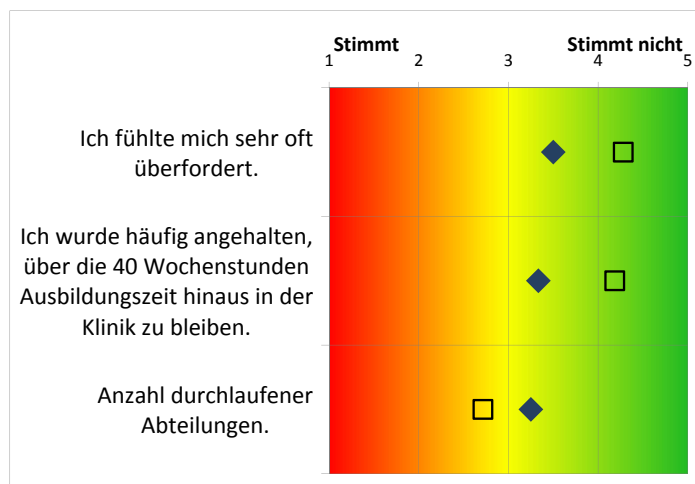 Stimmt Stimmt nicht
1 2 3 4 5
Ich fühlte mich sehr oft
überfordert.
Ich wurde häufig angehalten,
über die 40 Wochenstunden
Ausbildungszeit hinaus in der
Klinik zu bleiben.
Anzahl durchlaufener
Abteilungen.